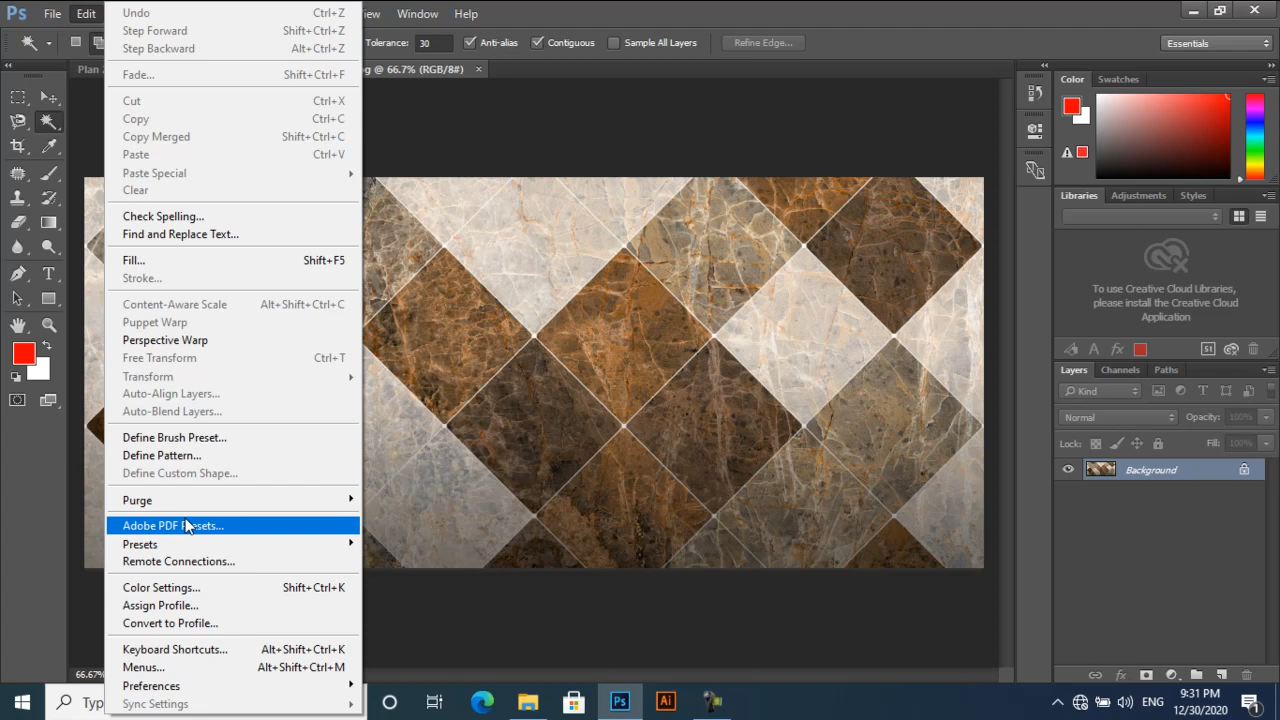 Ps File Edit iew Window Help
Tolerance: 30 Anti-alias Contiguous Sample All Layers Refine Edge... Essentials
Plan 2
g @ 66.7% (RGB/8#) ×
Undo Ctrl+Z
Step Forward Shift+Ctrl+Z
Step Backward Alt+Ctrl+Z
Fade... Shift+Ctrl+F
Cut Ctrl+X
Copy Ctrl+C
Copy Merged Shift+Ctrl+C
Paste Ctrl+V
Paste Special
Clear
Check Spelling...
Find and Replace Text...
Fill... Shift+F5
Stroke...
Content-Aware Scale Alt+Shift+Ctrl+C
Puppet Warp
Perspective Warp
Free Transform Ctrl+T
Transform
Auto-Align Layers...
Auto-Blend Layers...
Define Brush Preset...
Define Pattern...
Define Custom Shape...
Purge
Adobe PDF Presets...
Presets
Remote Connections...
Color Settings... Shift+Ctrl+K
Assign Profile...
Convert to Profile...
Keyboard Shortcuts... Alt+Shift+Ctrl+K
Menus... Alt+Shift+Ctrl+M
Preferences
Sync Settings
Color Swatches
Libraries Adjustments Styles
To use Creative Cloud Libraries,
please install the Creative Cloud
Application
St
Layers Channels Paths
Kind
Normal Opacity: 100%
Lock: Fill: 100%
Background
66.67%
Typ
Ps Ai
ENG
9:31 PM
12/30/2020
1